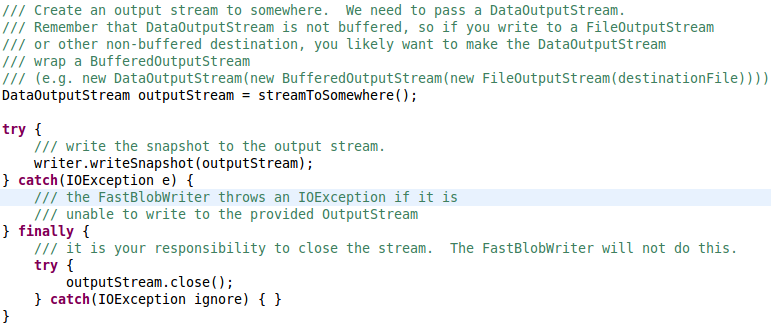 /// Create an output stream to somewhere.  We need to pass a DataOutputStream.
/// Remember that DataOutputStream is not buffered, so if you write to a FileOutputStream
/// or other non-buffered destination, you likely want to make the DataOutputStream
/// wrap a BufferedOutputStream
/// (e.g. new DataOutputStream(new BufferedOutputStream(new FileOutputStream(destinationFile))))
DataOutputStream outputStream = streamToSomewhere();

try {
    /// write the snapshot to the output stream.
    writer.writeSnapshot(outputStream);
} catch(IOException e) {
    /// the FastBlobWriter throws an IOException if it is
    /// unable to write to the provided OutputStream
} finally {
    /// it is your responsibility to close the stream.  The FastBlobWriter will not do this.
    try {
        outputStream.close();
    } catch(IOException ignore) { }
}